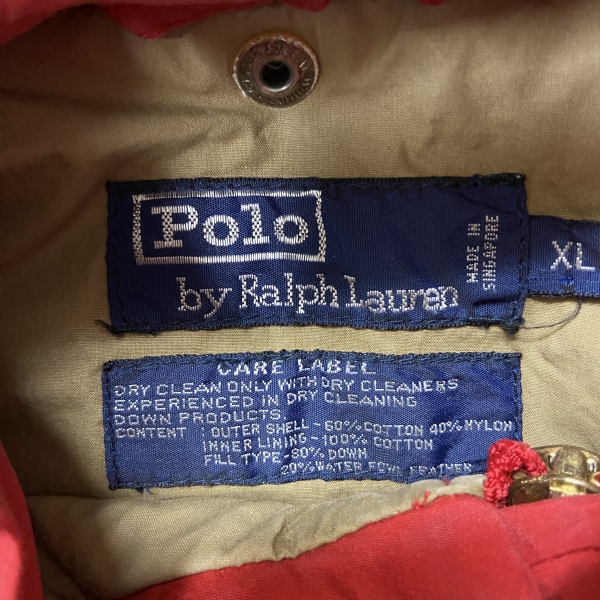 Polo
by Ralph Lauren
MADE IN
SINGAPORE
XL
CARE LABEL
DRY CLEAN ONLY WITH DRY CLEANERS
EXPERIENCED IN DRY CLEANING
DOWN PRODUCTS.
CONTENT : OUTER SHELL - 60% COTTON 40% NYLON
INNER LINING - 100% COTTON
FILL TYPE - 80% DOWN
20% WATER FOWL FEATHER